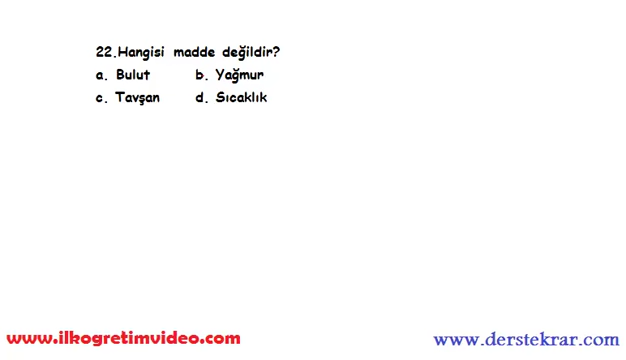 22.Hangisi madde değildir?
a. Bulut b. Yağmur
c. Tavşan d. Sıcaklık
www.ilkogretimvideo.com
www.derstekrar.com